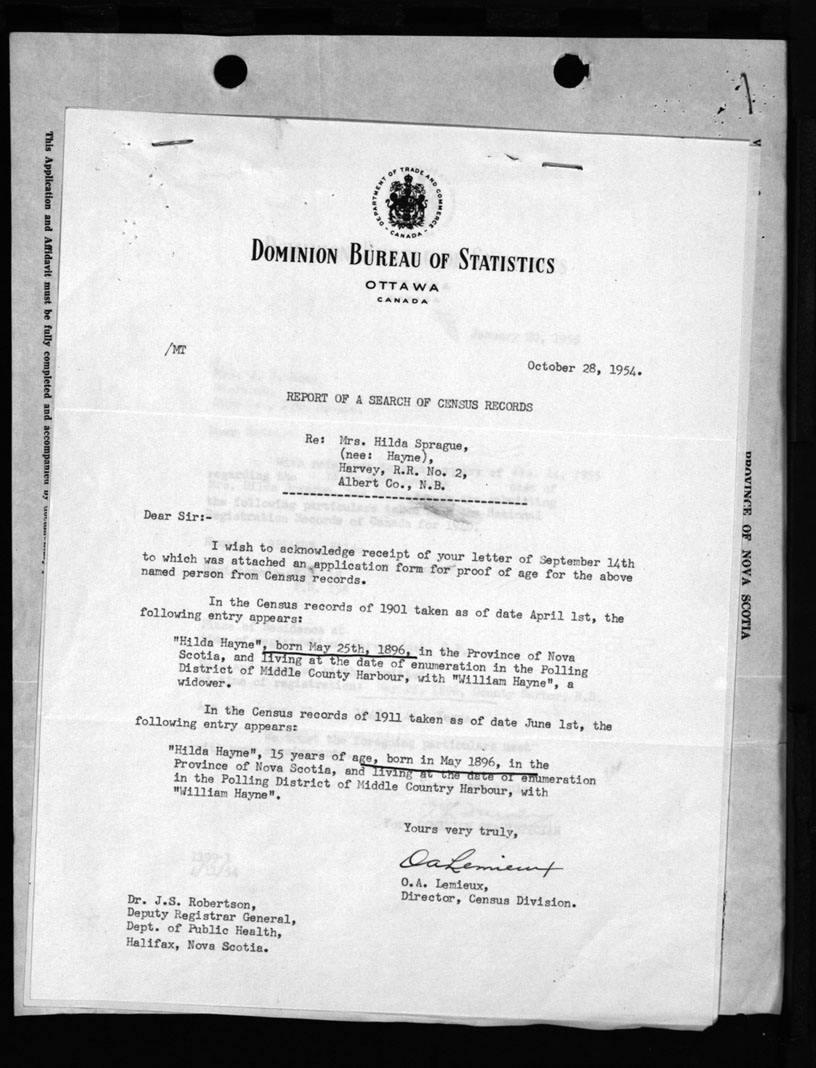 This Application and Affidavit must be fully completed and accompanied by
DEPARTMENT OF TRADE AND COMMERCE
- CANADA -
DOMINION BUREAU OF STATISTICS
OTTAWA
CANADA
/MT
October 28, 1954.
REPORT OF A SEARCH OF CENSUS RECORDS
Re: Mrs. Hilda Sprague,
(nee: Hayne),
Harvey, R.R. No. 2,
Albert Co., N.B.
Dear Sir:-
I wish to acknowledge receipt of your letter of September 14th
to which was attached an application form for proof of age for the above
named person from Census records.
In the Census records of 1901 taken as of date April 1st, the
following entry appears:
"Hilda Hayne", born May 25th, 1896, in the Province of Nova
Scotia, and living at the date of enumeration in the Polling
District of Middle County Harbour, with "William Hayne", a
widower.
In the Census records of 1911 taken as of date June 1st, the
following entry appears:
"Hilda Hayne", 15 years of age, born in May 1896, in the
Province of Nova Scotia, and living at the date of enumeration
in the Polling District of Middle Country Harbour, with
"William Hayne".
Yours very truly,
OaLemieux
O.A. Lemieux,
Director, Census Division.
Dr. J.S. Robertson,
Deputy Registrar General,
Dept. of Public Health,
Halifax, Nova Scotia.
PROVINCE OF NOVA SCOTIA